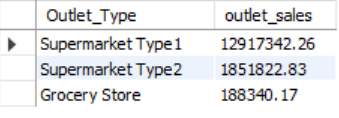 Outlet_Type outlet_sales
Supermarket Type1 12917342.26
Supermarket Type2 1851822.83
Grocery Store 188340.17